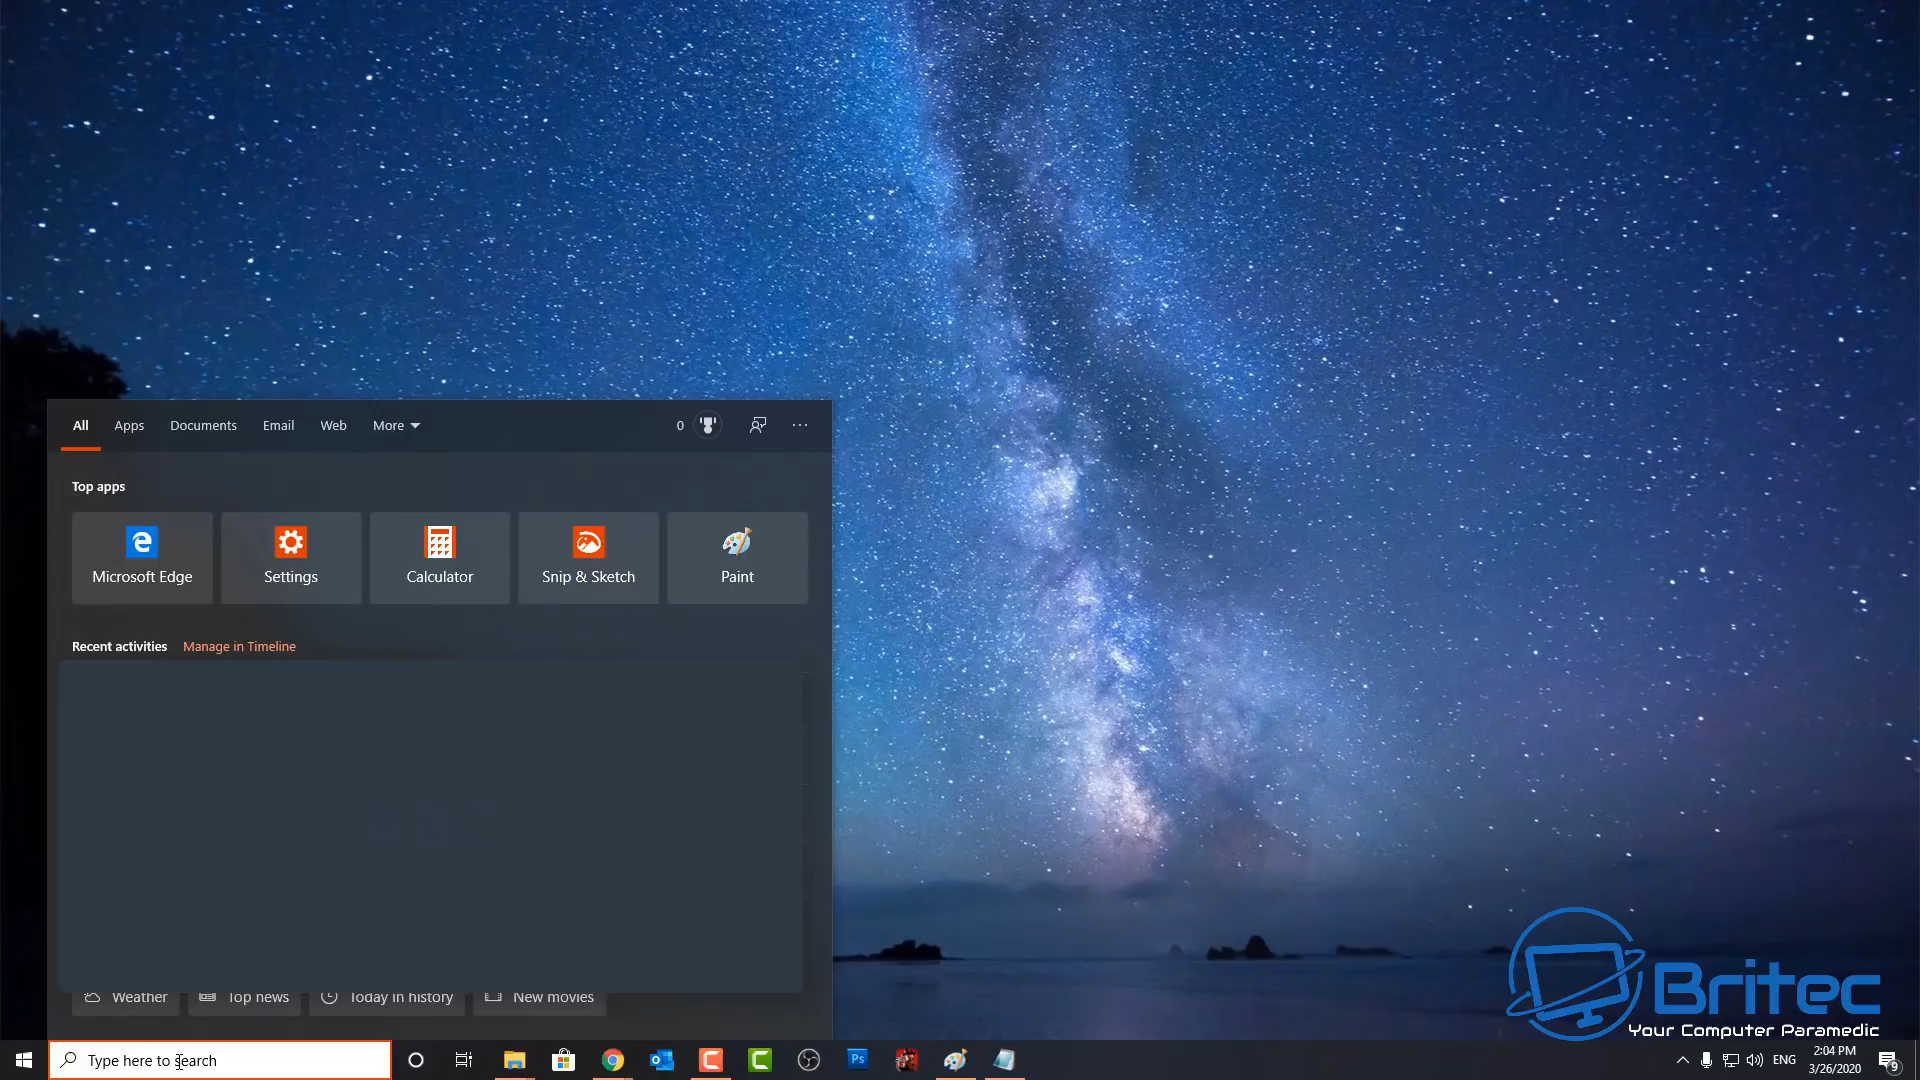 All Apps Documents Email Web More 0
Top apps
Microsoft Edge Settings Calculator Snip & Sketch Paint
Recent activities Manage in Timeline
Weather Top news Today in history New movies
Type here to search
Ps
ENG
2:04 PM
3/26/2020
9
Britec
Your Computer Paramedic